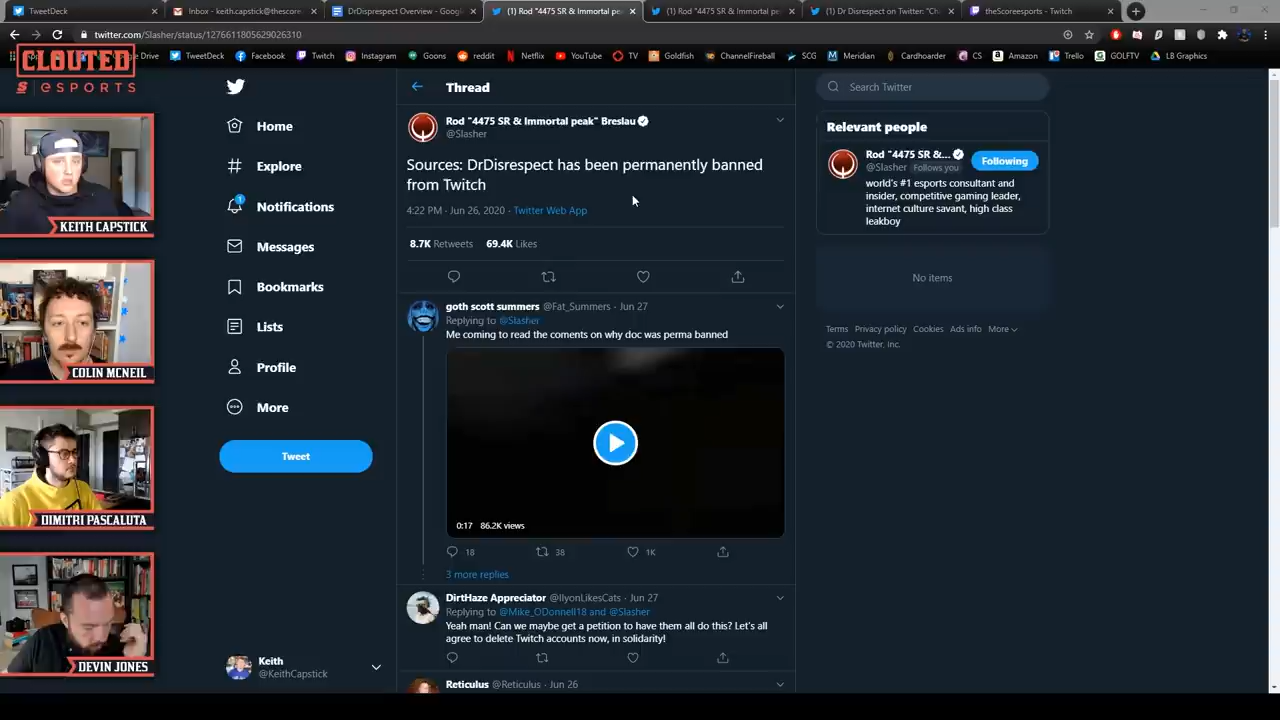 TweetDeck
Inbox - keith.capstick@thescore
DrDisprespect Overview - Google
(1) Rod "4475 SR & Immortal pe
(1) Rod "4475 SR & Immortal pe
(1) Dr Disrespect on Twitter: "Ch
theScoreesports - Twitch
twitter.com/Slasher/status/1276611805629026310
Drive
TweetDeck
Facebook
Twitch
Instagram
Goons
reddit
Netflix
YouTube
TV
Goldfish
ChannelFireball
SCG
Meridian
Cardhoarder
CS
Amazon
Trello
GOLFTV
LB Graphics
CLOUTED
eSPORTS
KEITH CAPSTICK
COLIN MCNEIL
DIMITRI PASCALUTA
DEVIN JONES
Home
Explore
1
Notifications
Messages
Bookmarks
Lists
Profile
More
Tweet
Keith
@KeithCapstick
Thread
Rod "4475 SR & Immortal peak" Breslau
@Slasher
Sources: DrDisrespect has been permanently banned
from Twitch
4:22 PM · Jun 26, 2020 · Twitter Web App
8.7K Retweets 69.4K Likes
goth scott summers @Fat_Summers · Jun 27
Replying to @Slasher
Me coming to read the coments on why doc was perma banned
0:17 86.2K views
18 38 1K
3 more replies
DirtHaze Appreciator @IlyonLikesCats · Jun 27
Replying to @Mike_ODonnell18 and @Slasher
Yeah man! Can we maybe get a petition to have them all do this? Let's all
agree to delete Twitch accounts now, in solidarity!
Reticulus @Reticulus · Jun 26
Search Twitter
Relevant people
Rod "4475 SR &...
@Slasher Follows you
Following
world's #1 esports consultant and
insider, competitive gaming leader,
internet culture savant, high class
leakboy
No items
Terms Privacy policy Cookies Ads info More
© 2020 Twitter, Inc.